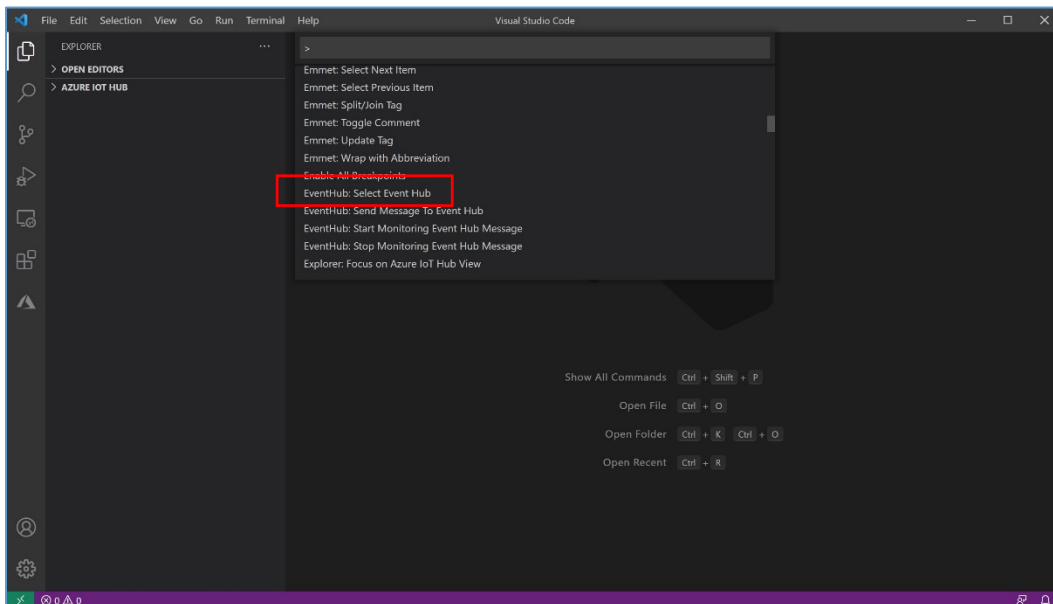 File Edit Selection View Go Run Terminal Help Visual Studio Code
EXPLORER ...
OPEN EDITORS
AZURE IOT HUB
>
Emmet: Select Next Item
Emmet: Select Previous Item
Emmet: Split/Join Tag
Emmet: Toggle Comment
Emmet: Update Tag
Emmet: Wrap with Abbreviation
Enable All Breakpoints
EventHub: Select Event Hub
EventHub: Send Message To Event Hub
EventHub: Start Monitoring Event Hub Message
EventHub: Stop Monitoring Event Hub Message
Explorer: Focus on Azure IoT Hub View
Show All Commands Ctrl + Shift + P
Open File Ctrl + O
Open Folder Ctrl + K Ctrl + O
Open Recent Ctrl + R
0 0